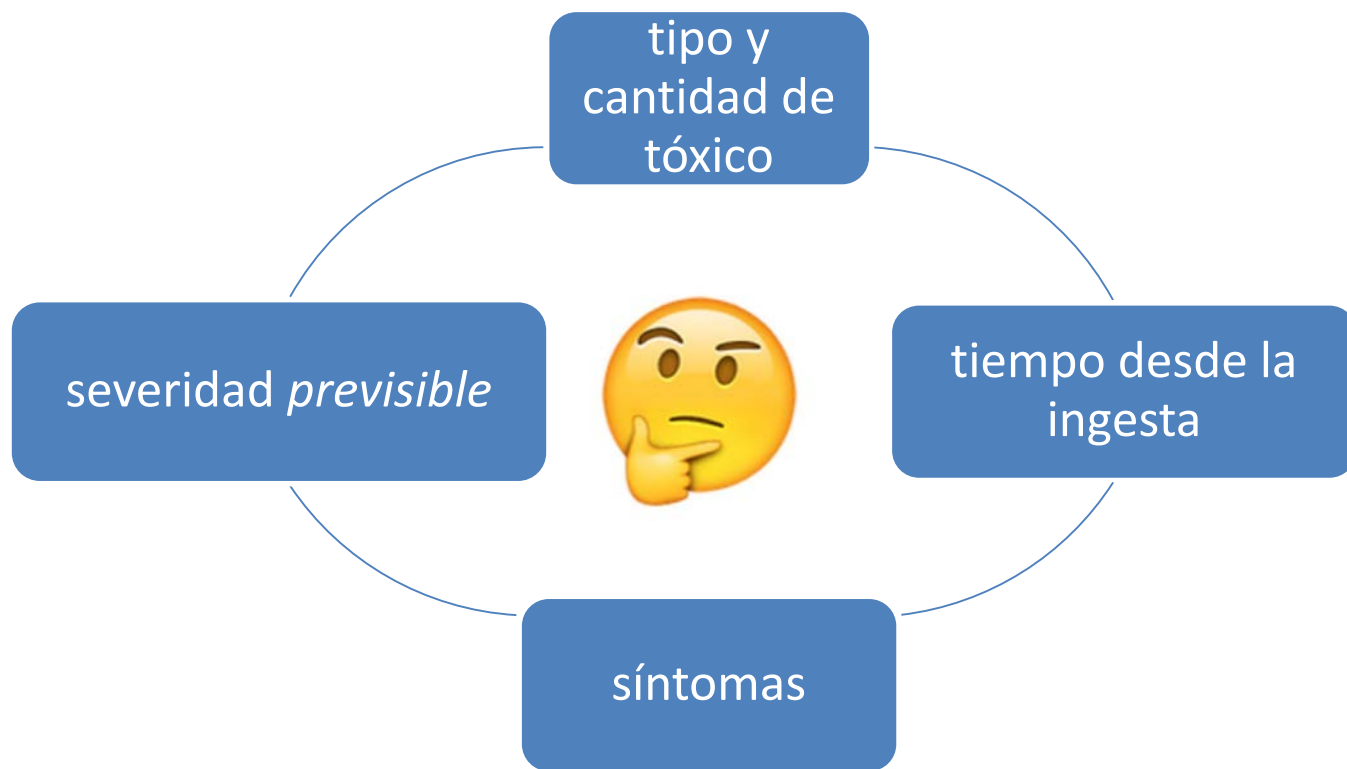 tipo y
cantidad de
tóxico
severidad previsible
tiempo desde la
ingesta
síntomas